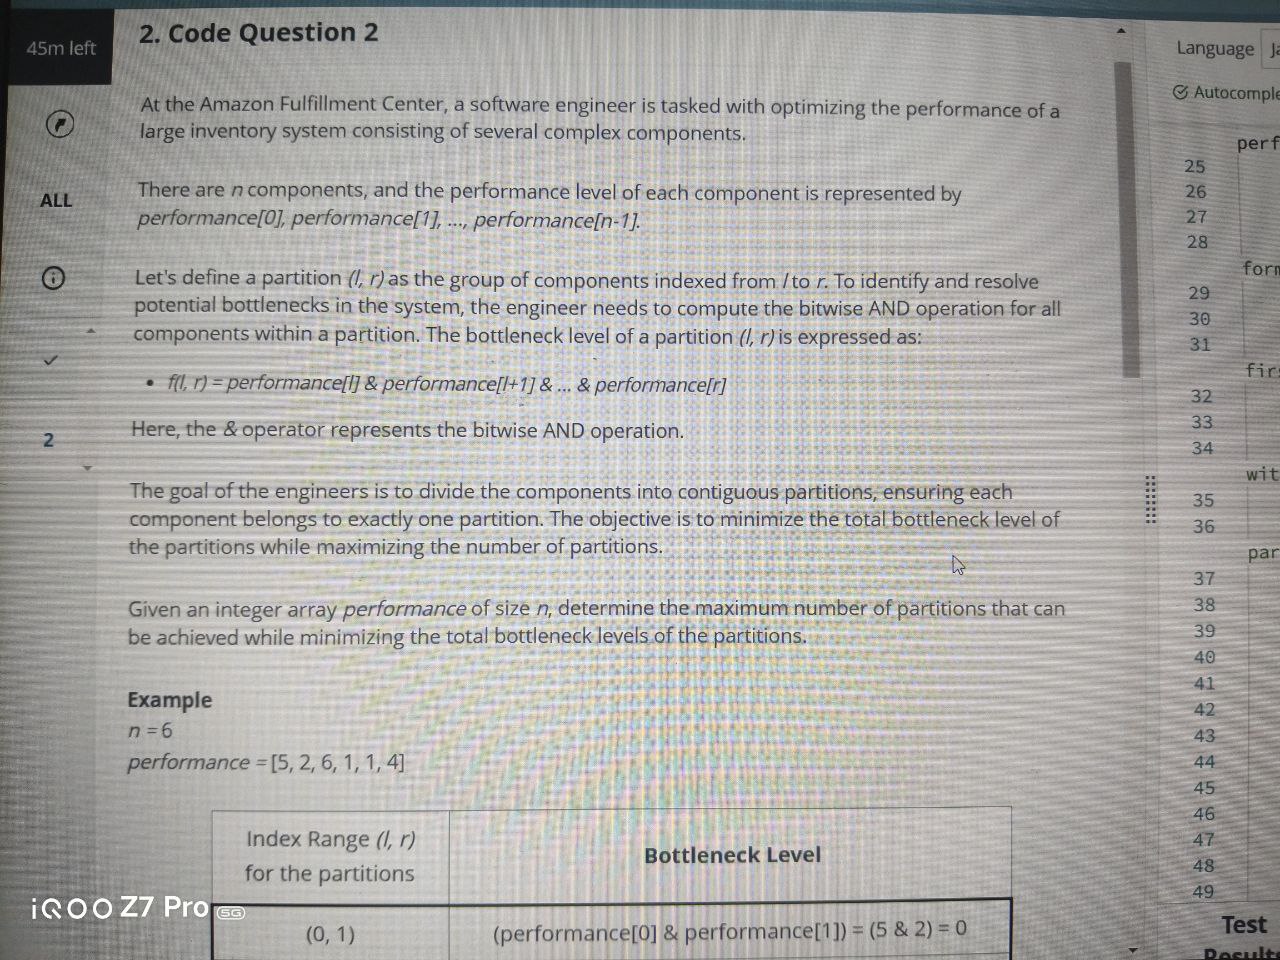 45m left
2. Code Question 2
Language
Autocomple
At the Amazon Fulfillment Center, a software engineer is tasked with optimizing the performance of a
large inventory system consisting of several complex components.
ALL
There are n components, and the performance level of each component is represented by
performance[0], performance[1], ..., performance[n-1].
Let's define a partition (l, r) as the group of components indexed from l to r. To identify and resolve
potential bottlenecks in the system, the engineer needs to compute the bitwise AND operation for all
components within a partition. The bottleneck level of a partition (l, r) is expressed as:
• f(l, r) = performance[l] & performance[l+1] & ... & performance[r]
2
Here, the & operator represents the bitwise AND operation.
The goal of the engineers is to divide the components into contiguous partitions, ensuring each
component belongs to exactly one partition. The objective is to minimize the total bottleneck level of
the partitions while maximizing the number of partitions.
Given an integer array performance of size n, determine the maximum number of partitions that can
be achieved while minimizing the total bottleneck levels of the partitions.
Example
n = 6
performance = [5, 2, 6, 1, 1, 4]
Index Range (l, r)
for the partitions
Bottleneck Level
(0, 1)
(performance[0] & performance[1]) = (5 & 2) = 0
perf
25
26
27
28
form
29
30
31
firs
32
33
34
wit
35
36
par
37
38
39
40
41
42
43
44
45
46
47
48
49
Test
Results
iQOO Z7 Pro 5G